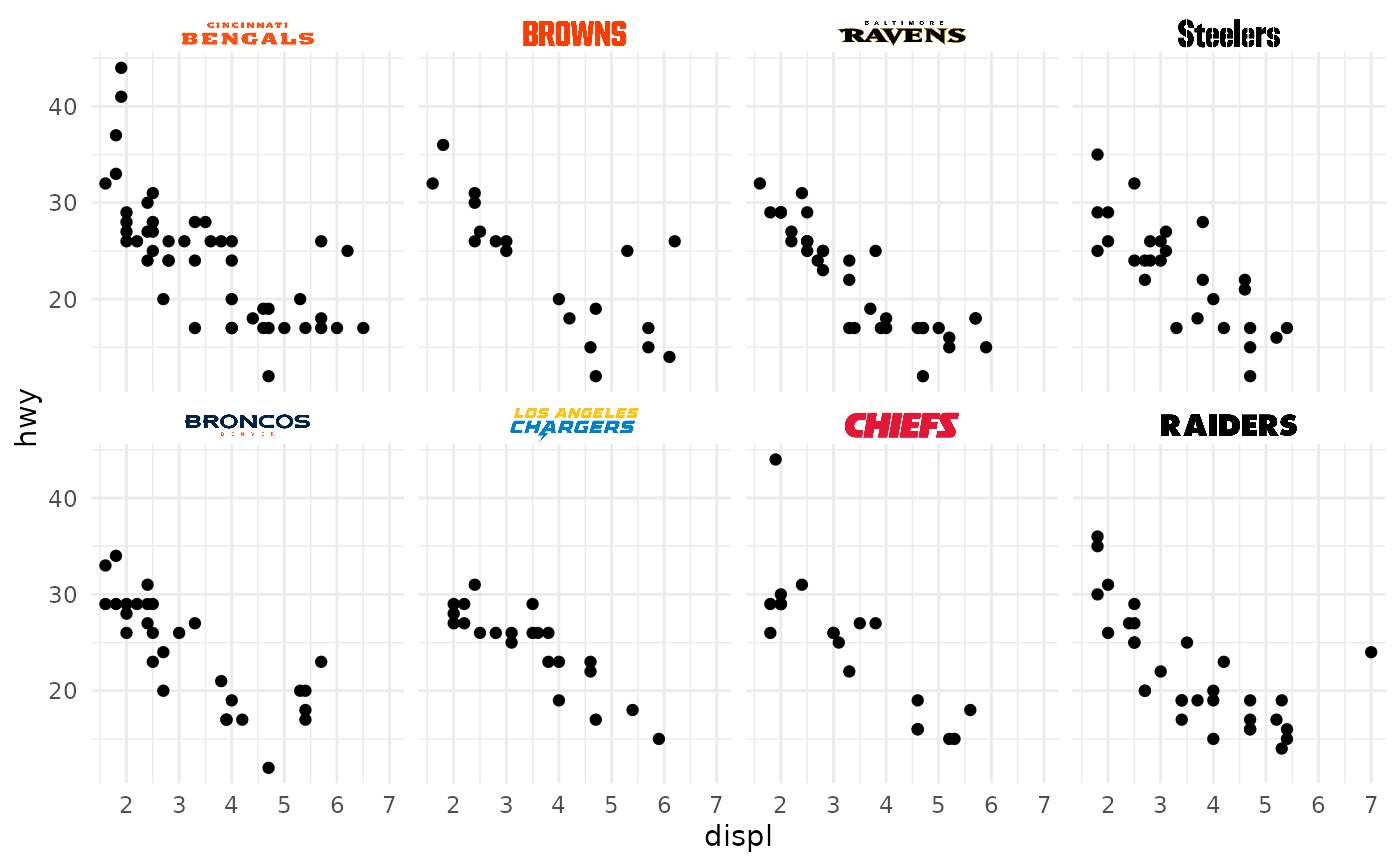 CINCINNATI
BENGALS
BROWNS
BALTIMORE
RAVENS
Steelers
40
30
20
hwy
BRONCOS
DENVER
LOS ANGELES
CHARGERS
CHIEFS
RAIDERS
40
30
20
2 3 4 5 6 7
2 3 4 5 6 7
2 3 4 5 6 7
2 3 4 5 6 7
displ